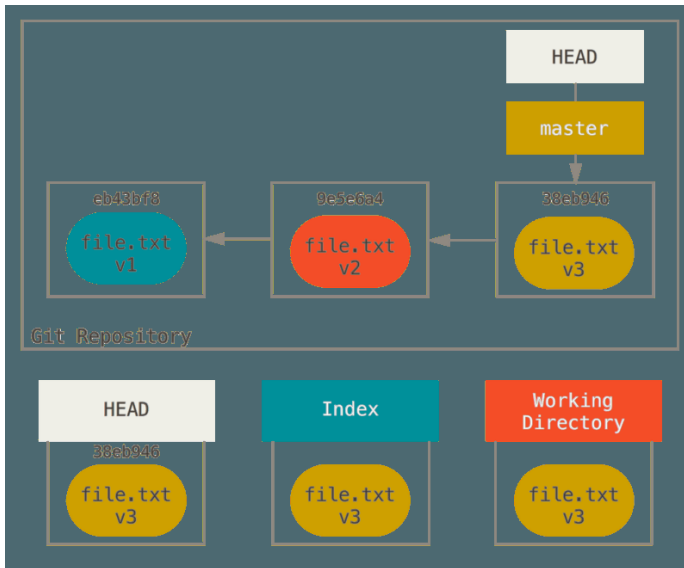 HEAD
master
eb43bf8
9e5e6a4
38eb946
file.txt
v1
file.txt
v2
file.txt
v3
Git Repository
HEAD
Index
Working
Directory
38eb946
file.txt
v3
file.txt
v3
file.txt
v3